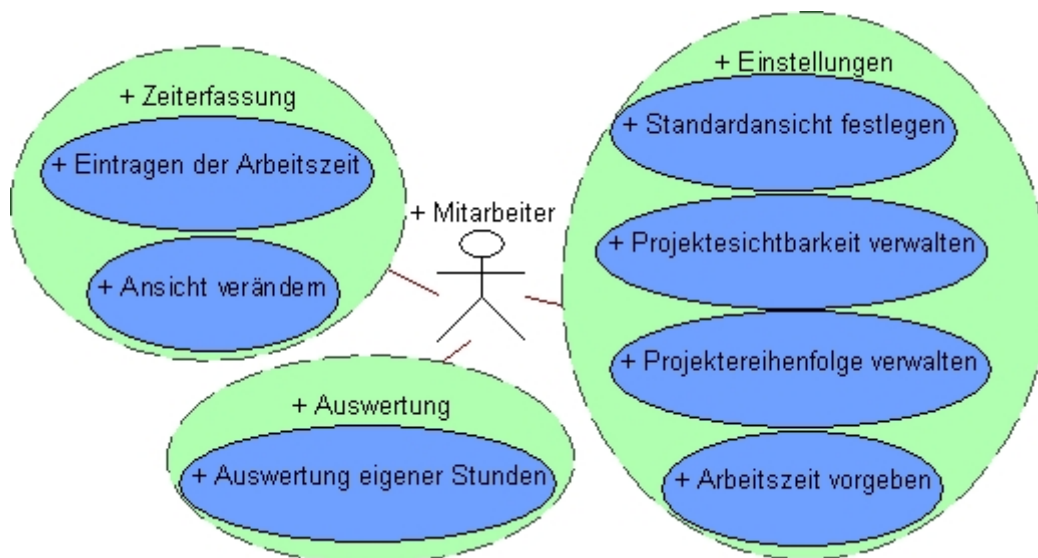 + Zeiterfassung
+ Eintragen der Arbeitszeit
+ Ansicht verändern
+ Mitarbeiter
+ Auswertung
+ Auswertung eigener Stunden
+ Einstellungen
+ Standardansicht festlegen
+ Projektesichtbarkeit verwalten
+ Projektereihenfolge verwalten
+ Arbeitszeit vorgeben